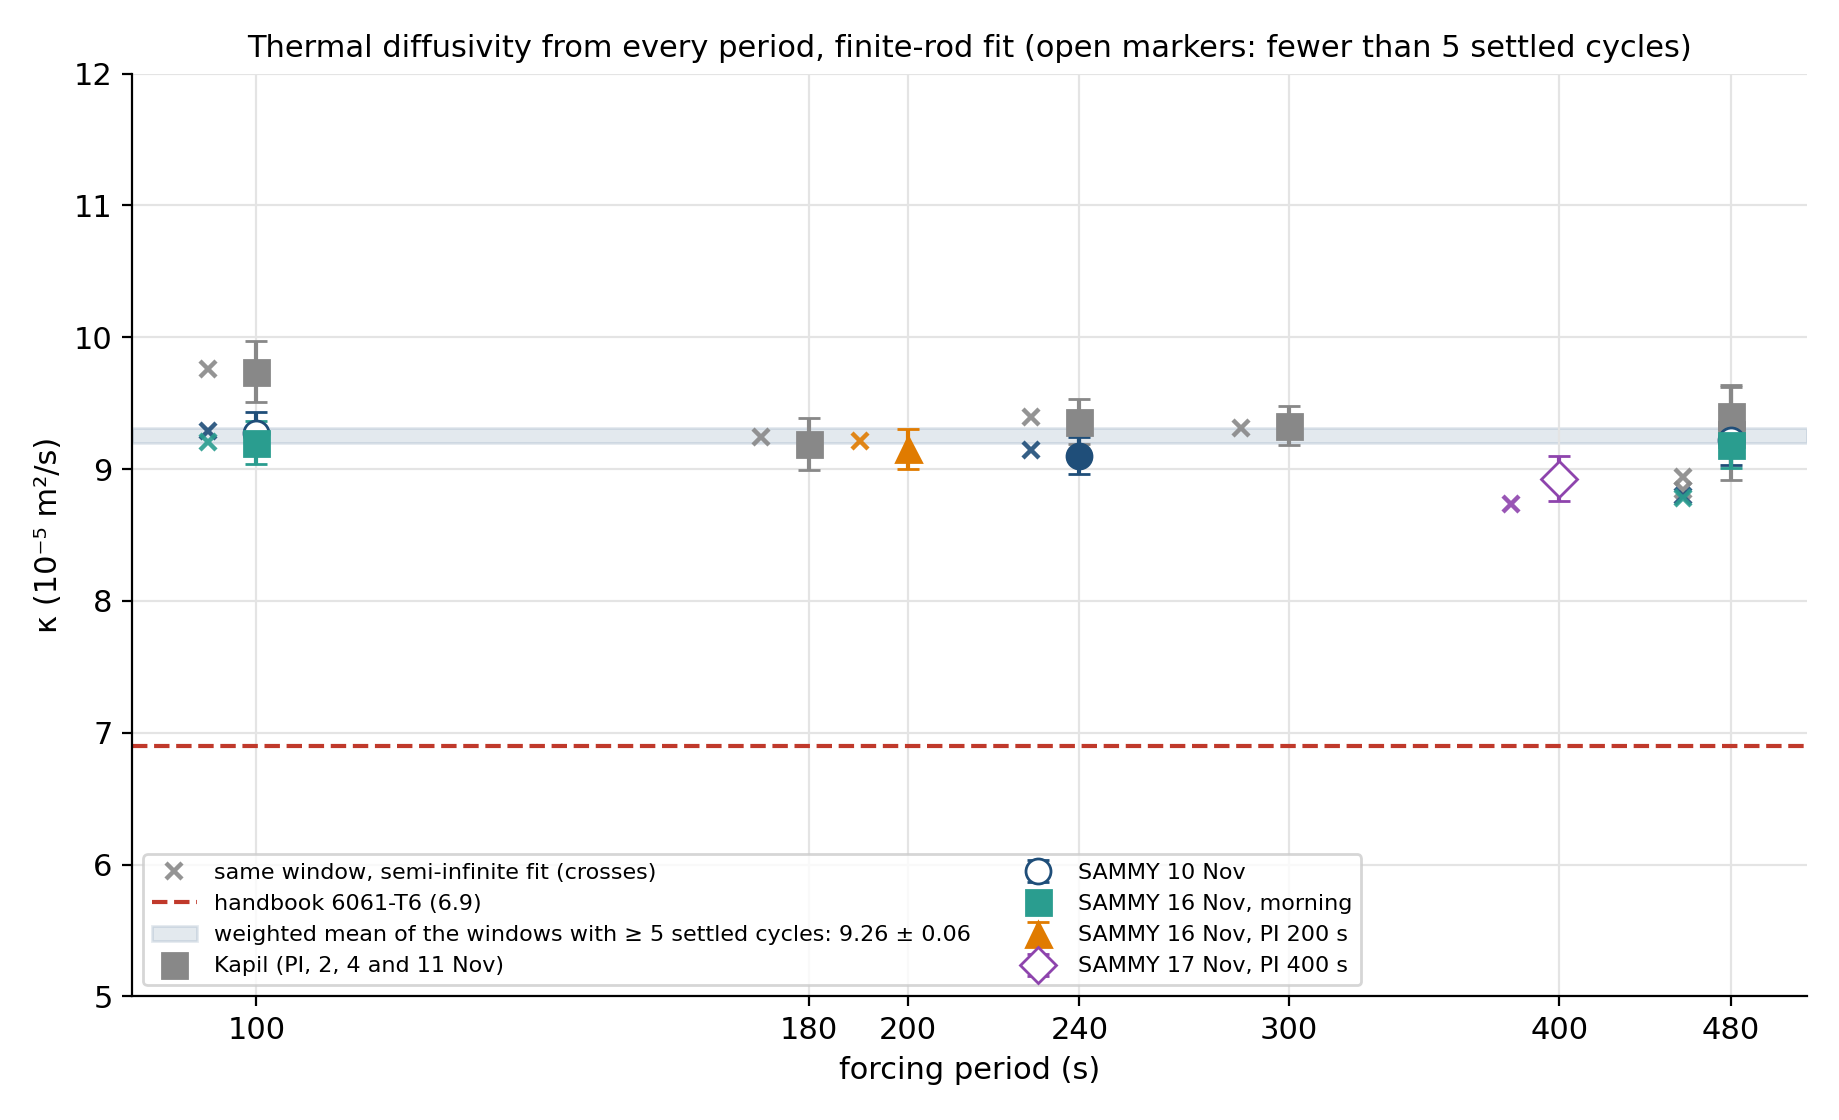 Thermal diffusivity from every period, finite-rod fit (open markers: fewer than 5 settled cycles)
κ (10⁻⁵ m²/s)
12
11
10
9
8
7
6
5
same window, semi-infinite fit (crosses)
handbook 6061-T6 (6.9)
weighted mean of the windows with ≥ 5 settled cycles: 9.26 ± 0.06
Kapil (PI, 2, 4 and 11 Nov)
SAMMY 10 Nov
SAMMY 16 Nov, morning
SAMMY 16 Nov, PI 200 s
SAMMY 17 Nov, PI 400 s
100 180 200 240 300 400 480
forcing period (s)